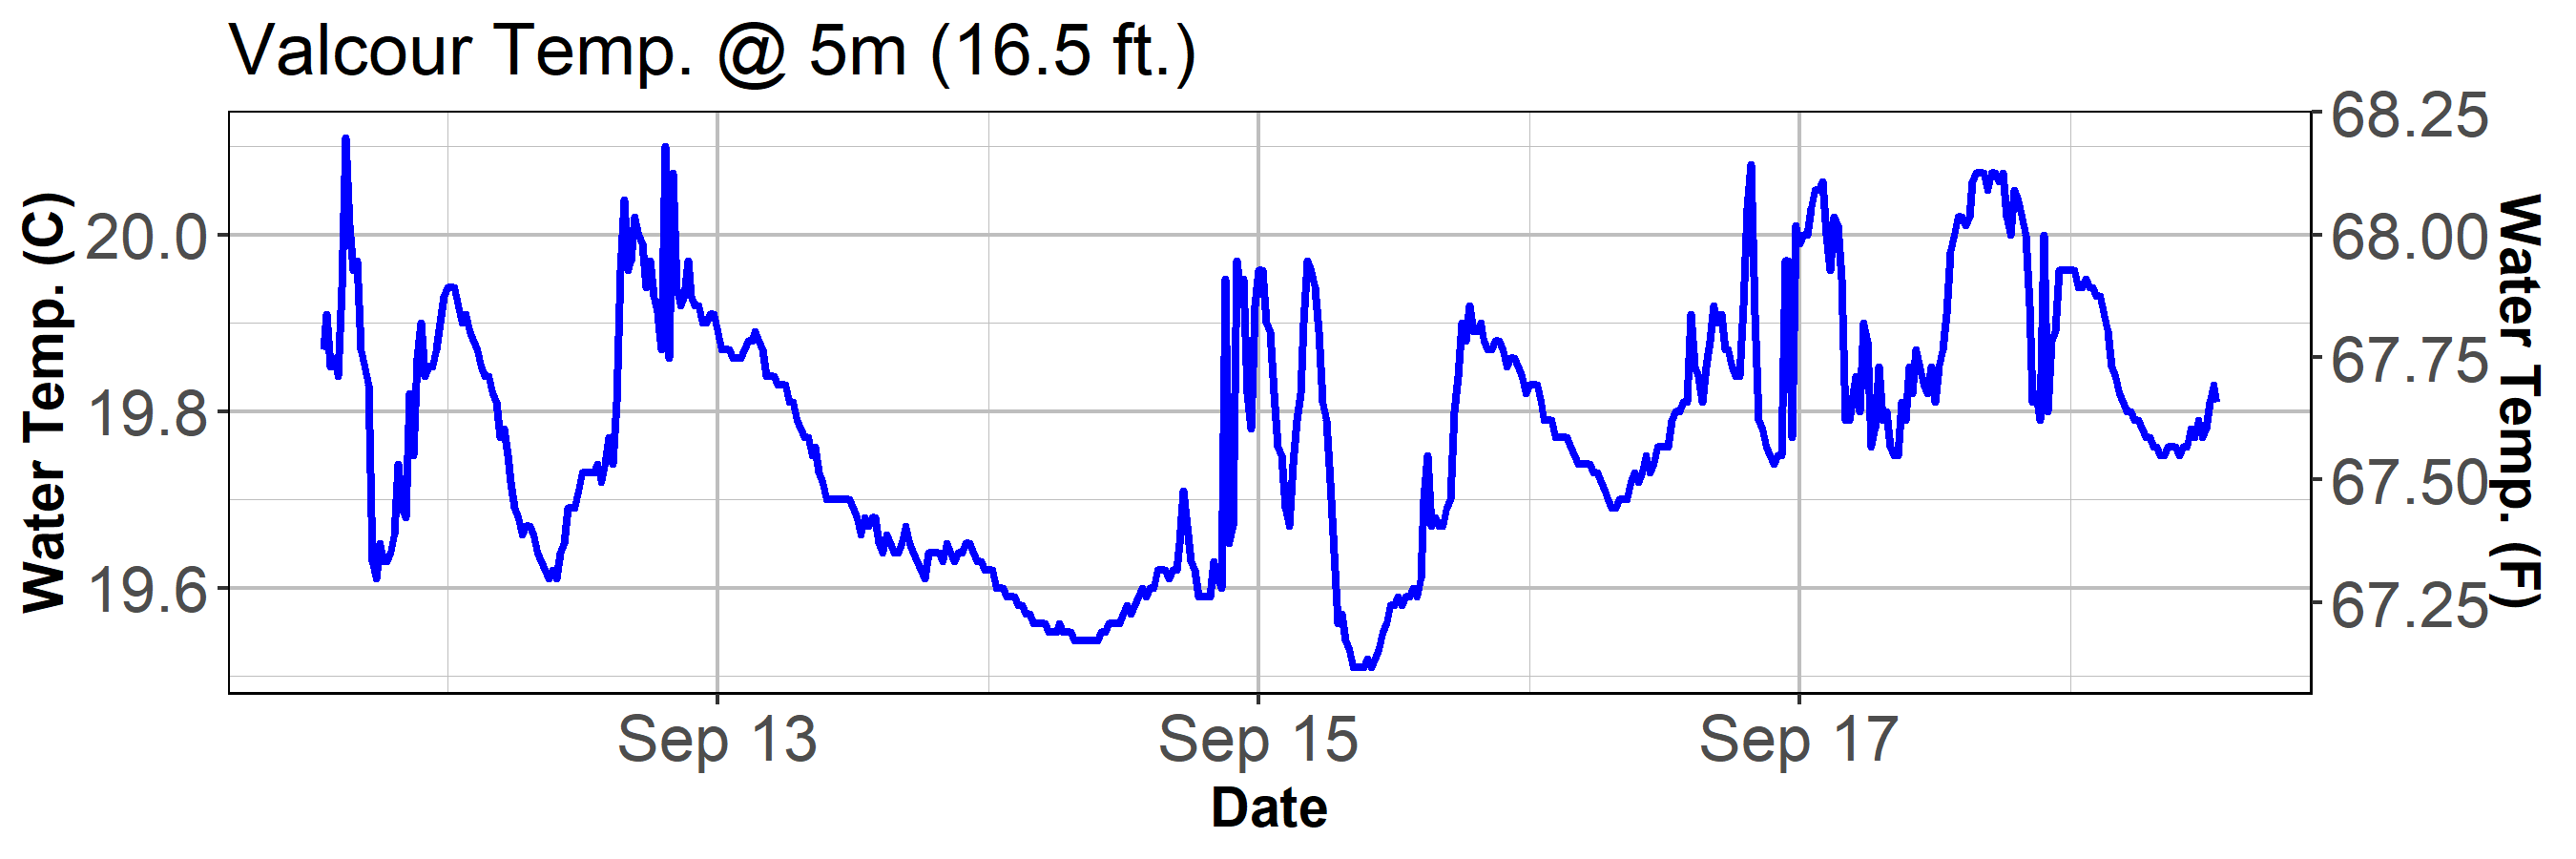 Valcour Temp. @ 5m (16.5 ft.)
Water Temp. (C)
20.0
19.8
19.6
68.25
68.00
67.75
67.50
67.25
Water Temp. (F)
Sep 13
Sep 15
Sep 17
Date